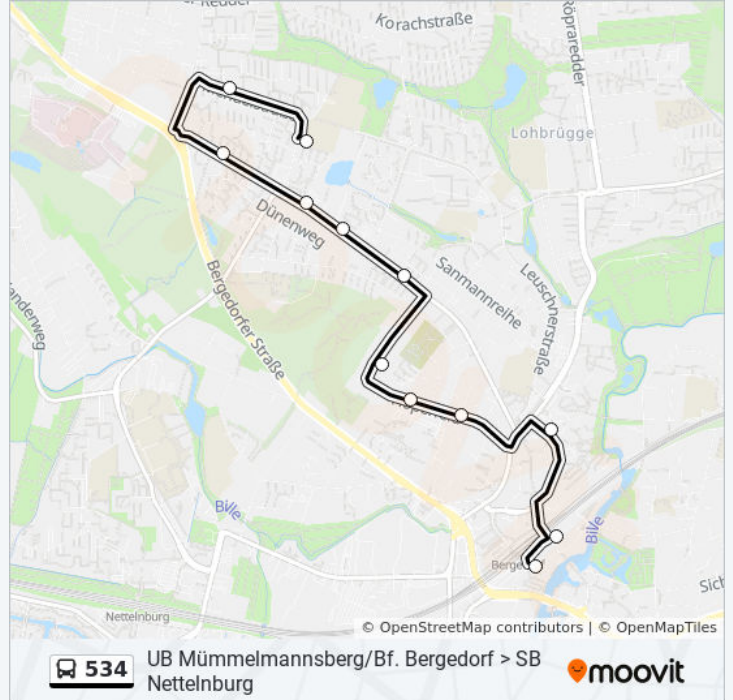 Korachstraße
Röpraredder
Lohbrügge
Dünenweg
Sanmannreihe
Leuschnerstraße
Bergedorfer Straße
Bille
Bille
Nettelnburg
© OpenStreetMap contributors | © OpenMapTiles
534
UB Mümmelmannsberg/Bf. Bergedorf > SB
Nettelnburg
moovit